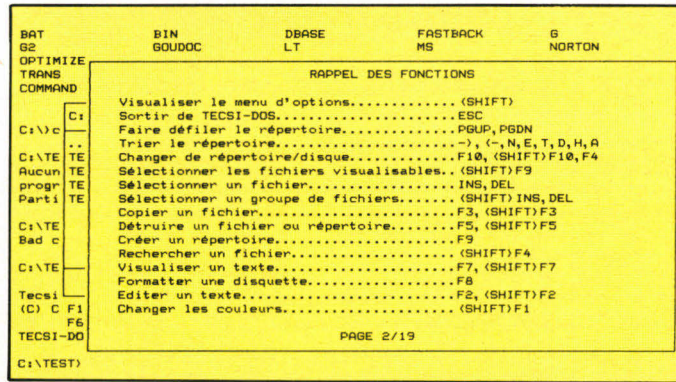 BAT BIN DBASE FASTBACK G
G2 GOUDOC LT MS NORTON
OPTIMIZE
TRANS RAPPEL DES FONCTIONS
COMMAND
Visualiser le menu d'options.............(SHIFT)
C: Sortir de TECSI-DOS......................ESC
C:\)c Faire défiler le répertoire..............PGUP,PGDN
.. Trier le répertoire......................-),(-,N,E,T,D,H,A
C:\TE TE Changer de répertoire/disque.............F10,(SHIFT)F10,F4
Aucun TE Sélectionner les fichiers visualisables..(SHIFT)F9
progr TE Sélectionner un fichier..................INS,DEL
Parti TE Sélectionner un groupe de fichiers.......(SHIFT)INS,DEL
Copier un fichier........................F3,(SHIFT)F3
C:\TE Détruire un fichier ou répertoire........F5,(SHIFT)F5
Bad c Créer un répertoire......................F9
Rechercher un fichier....................(SHIFT)F4
C:\TE Visualiser un texte......................F7,(SHIFT)F7
Formatter une disquette..................F8
Tecsi Editer un texte..........................F2,(SHIFT)F2
(C) C F1 Changer les couleurs.....................(SHIFT)F1
F6
TECSI-DO PAGE 2/19
C:\TEST)